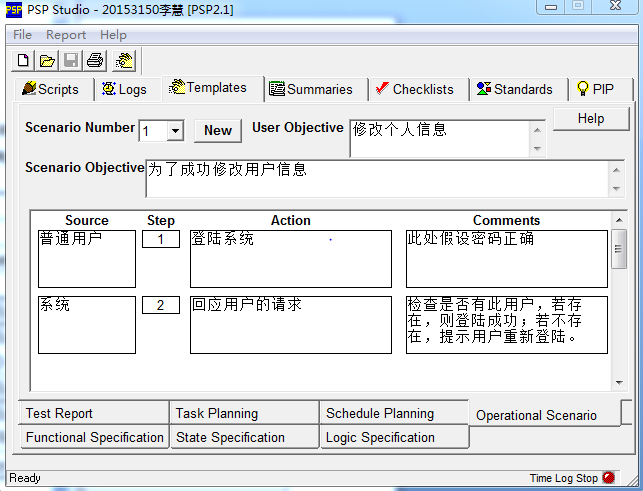 PSP Studio - 20153150李慧 [PSP2.1]
File Report Help
Scripts Logs Templates Summaries Checklists Standards PIP
Scenario Number 1 New User Objective 修改个人信息 Help
Scenario Objective 为了成功修改用户信息
Source Step Action Comments
普通用户 1 登陆系统 此处假设密码正确
系统 2 回应用户的请求 检查是否有此用户，若存
在，则登陆成功；若不存
在，提示用户重新登陆。
Test Report Task Planning Schedule Planning Operational Scenario
Functional Specification State Specification Logic Specification
Ready Time Log Stop